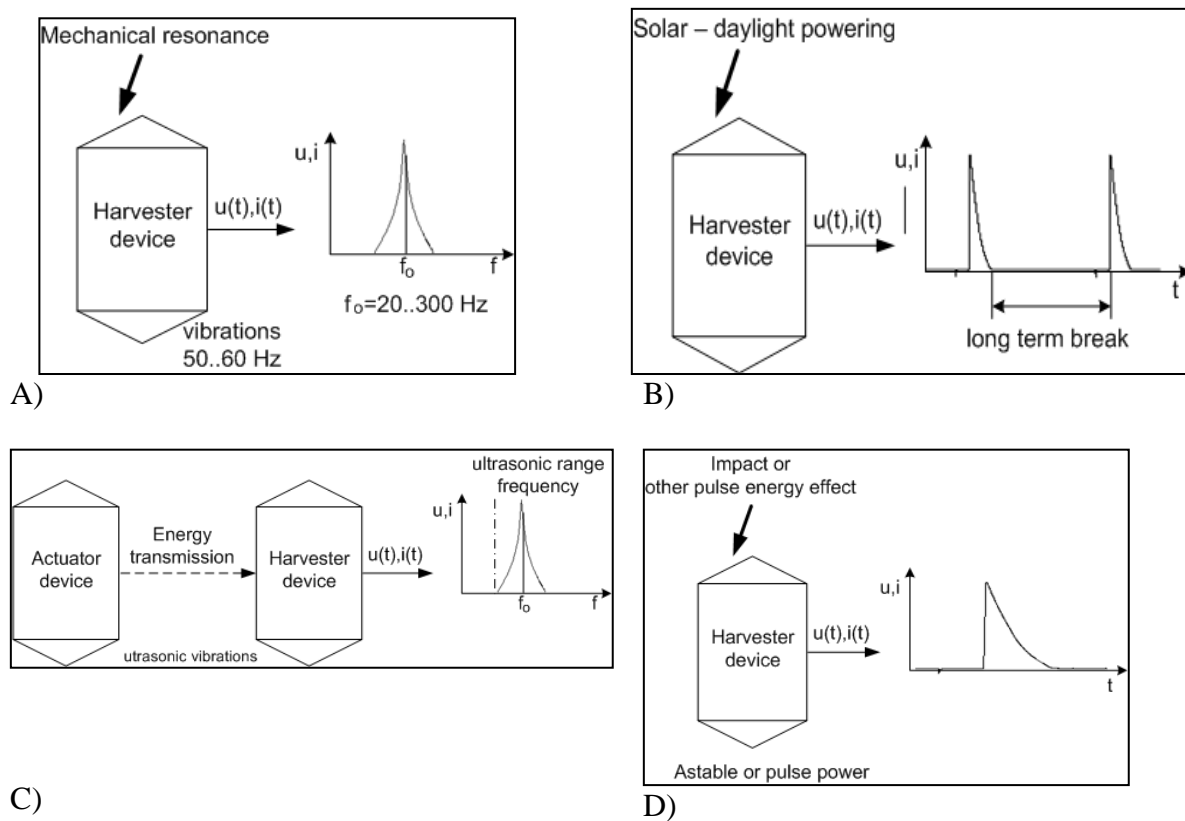 Mechanical resonance
Harvester
device
u(t),i(t)
u,i
f
fo
fo=20..300 Hz
vibrations
50..60 Hz
A)
Solar – daylight powering
Harvester
device
u(t),i(t)
u,i
t
long term break
B)
Actuator
device
Energy
transmission
Harvester
device
u(t),i(t)
ultrasonic range
frequency
u,i
fo
f
utrasonic vibrations
C)
Impact or
other pulse energy effect
Harvester
device
u(t),i(t)
u,i
t
Astable or pulse power
D)